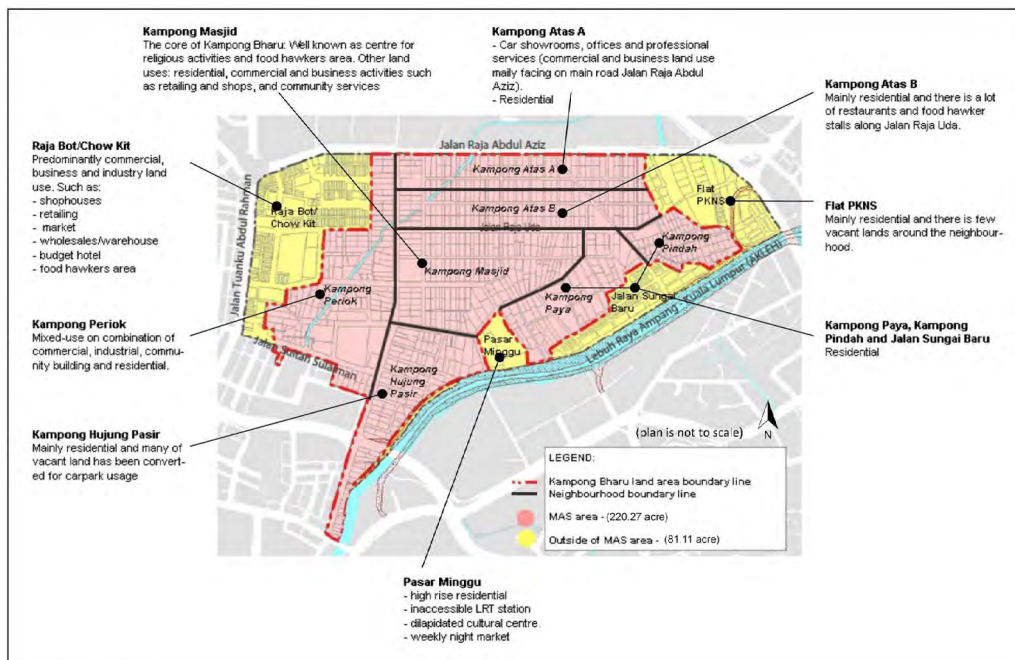 Kampong Masjid
The core of Kampong Bharu: Well known as centre for
religious activities and food hawkers area. Other land
uses: residential, commercial and business activities such
as retailing and shops, and community services
Kampong Atas A
- Car showrooms, offices and professional
services (commercial and business land use
maily facing on main road Jalan Raja Abdul
Aziz).
- Residential
Kampong Atas B
Mainly residential and there is a lot
of restaurants and food hawker
stalls along Jalan Raja Uda.
Raja Bot/Chow Kit
Predominantly commercial,
business and industry land
use. Such as:
- shophouses
- retailing
- market
- wholesales/warehouse
- budget hotel
- food hawkers area
Flat PKNS
Mainly residential and there is few
vacant lands around the neighbour-
hood.
Kampong Periok
Mixed-use on combination of
commercial, industrial, commu-
nity building and residential.
Kampong Paya, Kampong
Pindah and Jalan Sungai Baru
Residential
Kampong Hujung Pasir
Mainly residential and many of
vacant land has been convert-
ed for carpark usage
Pasar Minggu
- high rise residential
- inaccessible LRT station
- dilapidated cultural centre.
- weekly night market
Jalan Raja Abdul Aziz
Kampong Atas A
Kampong Atas B
Jalan Raja Uda
Flat
PKNS
Raja Bot/
Chow Kit
Jalan Tuanku Abdul Rahman
Kampong
Pindah
Kampong Masjid
Kampong
Periok
Kampong
Paya
Jalan Sungai
Baru
Lebuh Raya Ampang Kuala Lumpur (AKLEH)
Jalan Sultan Sulaiman
Pasar
Minggu
Kampong
Hujung
Pasir
(plan is not to scale)
N
LEGEND:
Kampong Bharu land area boundary line
Neighbourhood boundary line
MAS area - (220.27 acre)
Outside of MAS area - (81.11 acre)